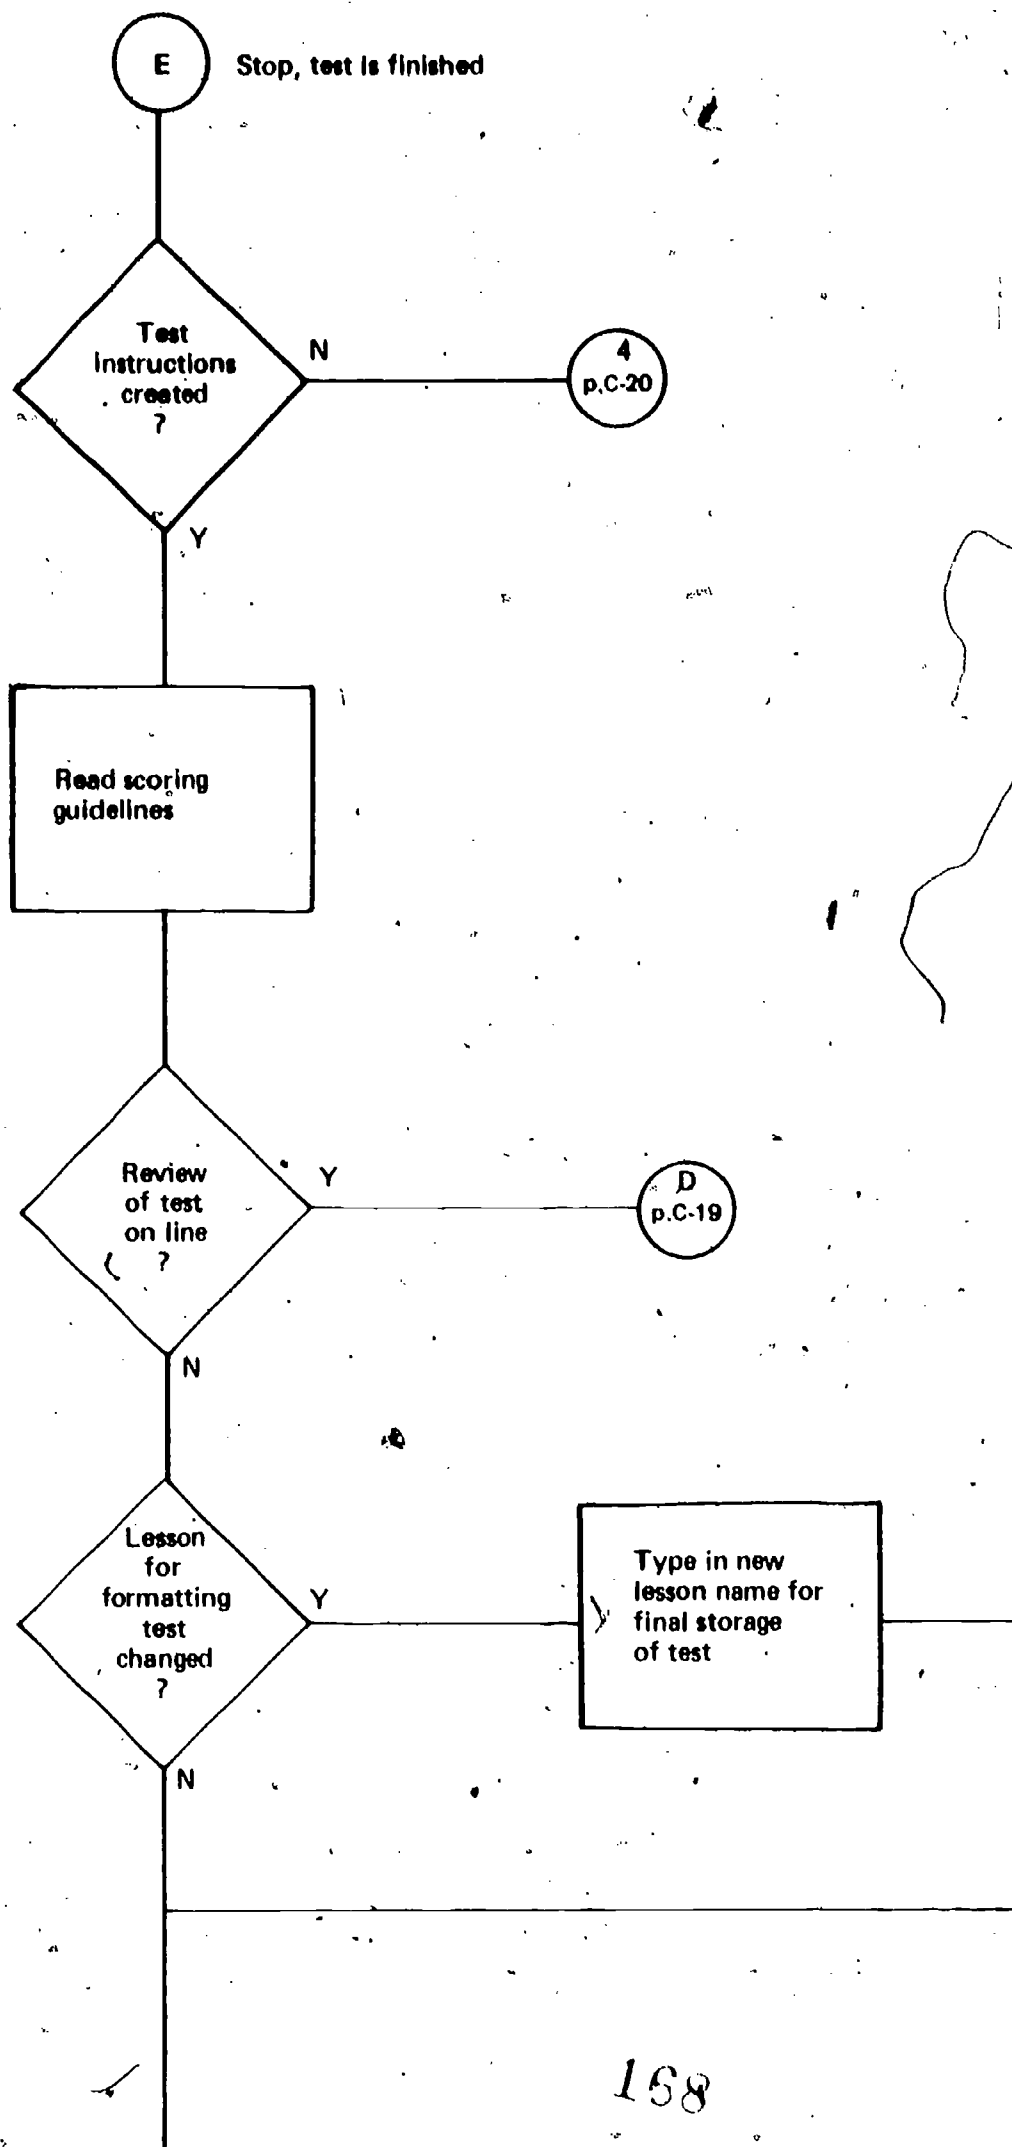 E
Stop, test is finished
Test
instructions
created
?
N
4
p.C-20
Y
Read scoring
guidelines
Review
of test
on line
?
Y
D
p.C-19
N
Lesson
for
formatting
test
changed
?
Y
Type in new
lesson name for
final storage
of test
N
168